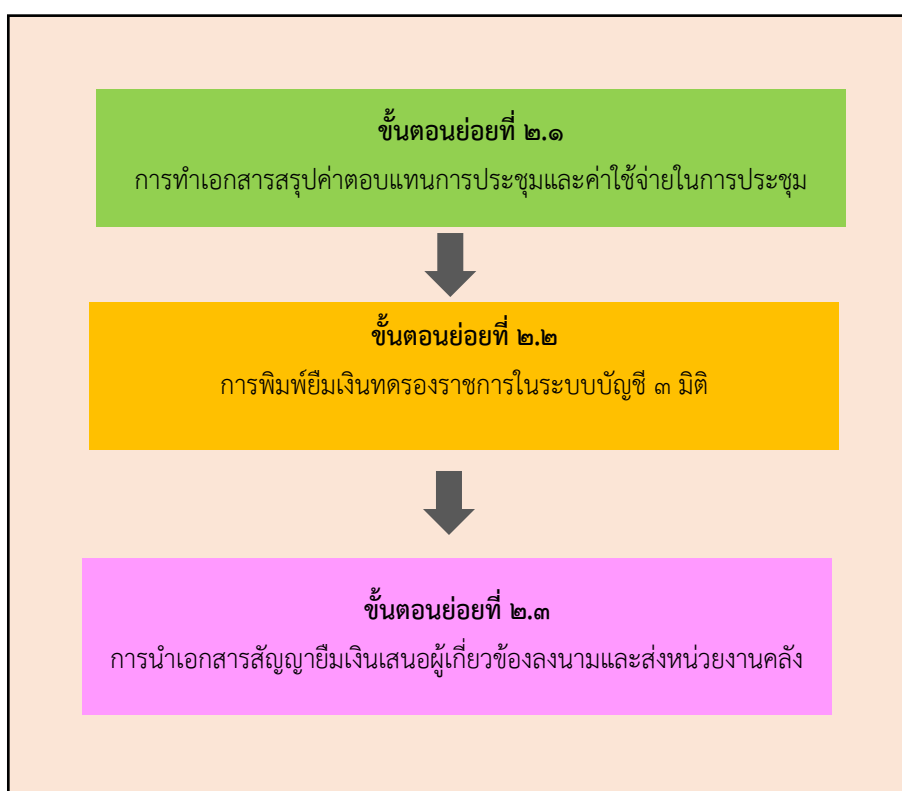 ขั้นตอนย่อยที่ ๒.๑
การทำเอกสารสรุปค่าตอบแทนการประชุมและค่าใช้จ่ายในการประชุม
ขั้นตอนย่อยที่ ๒.๒
การพิมพ์ยืมเงินทดรองราชการในระบบบัญชี ๓ มิติ
ขั้นตอนย่อยที่ ๒.๓
การนำเอกสารสัญญายืมเงินเสนอผู้เกี่ยวข้องลงนามและส่งหน่วยงานคลัง